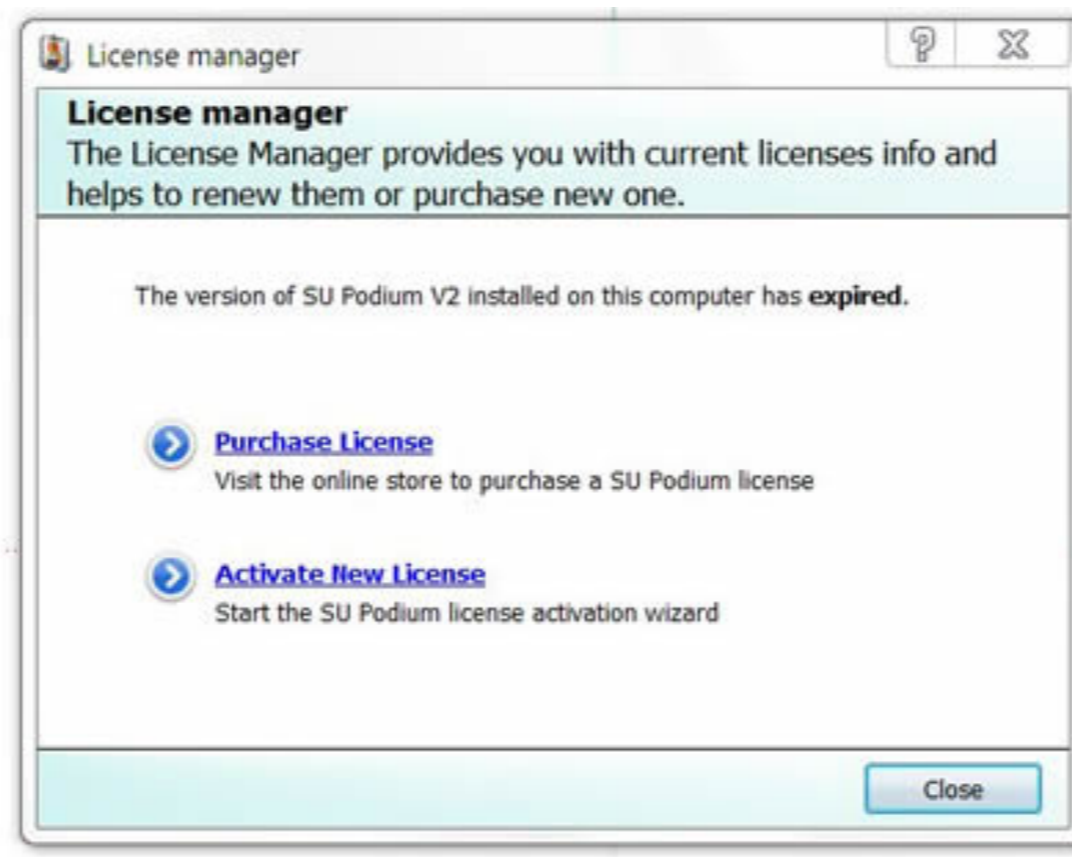 License manager
License manager
The License Manager provides you with current licenses info and
helps to renew them or purchase new one.
The version of SU Podium V2 installed on this computer has expired.
Purchase License
Visit the online store to purchase a SU Podium license
Activate New License
Start the SU Podium license activation wizard
Close